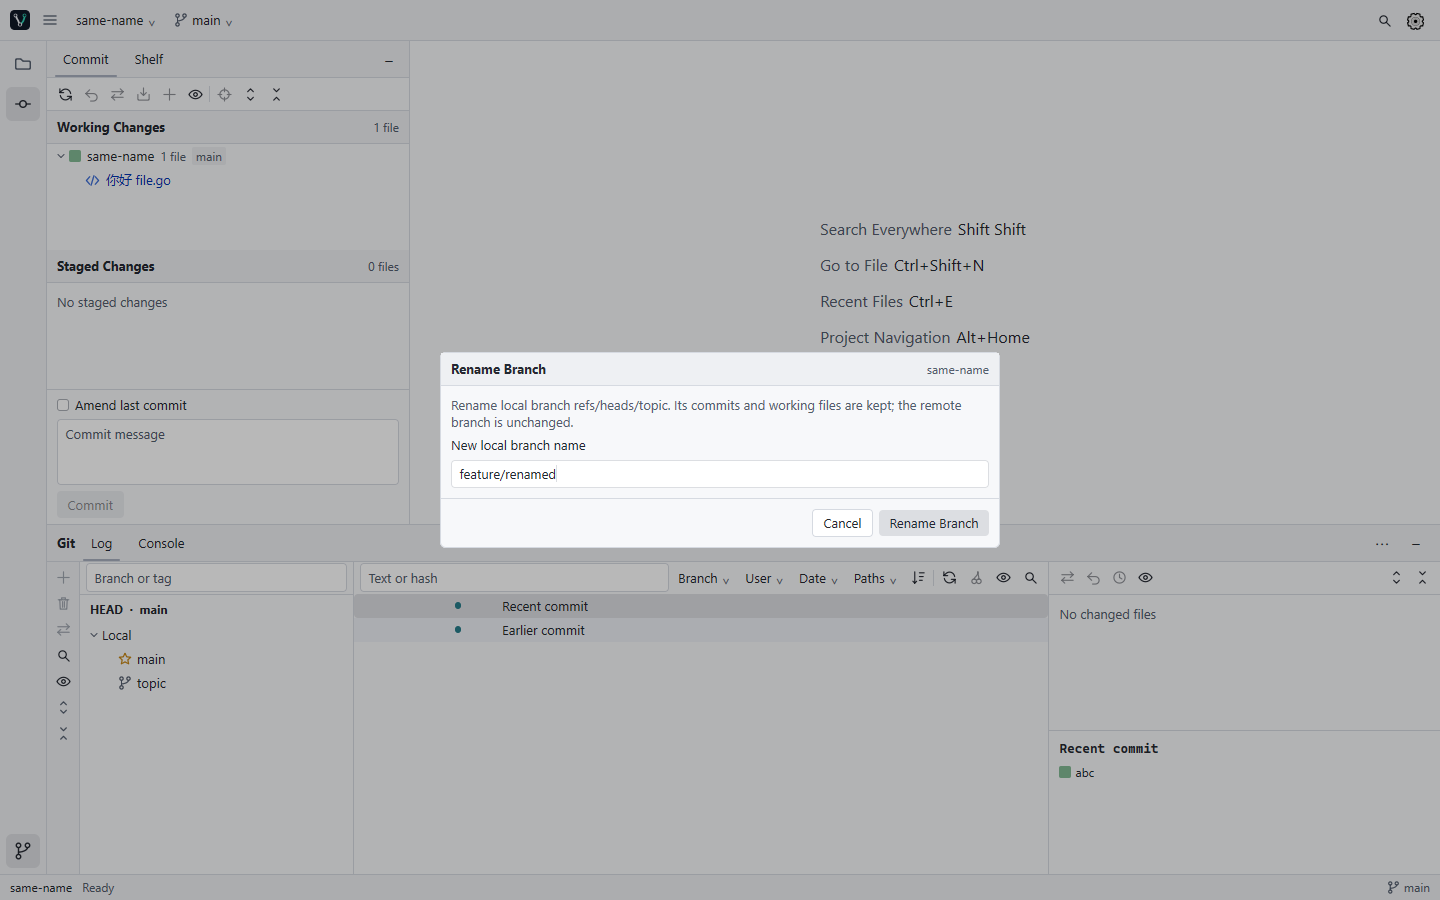 same-name
main
Commit
Shelf
Working Changes
1 file
same-name 1 file main
你好 file.go
Staged Changes
0 files
No staged changes
Amend last commit
Commit message
Commit
Search Everywhere Shift Shift
Go to File Ctrl+Shift+N
Recent Files Ctrl+E
Project Navigation Alt+Home
Rename Branch
same-name
Rename local branch refs/heads/topic. Its commits and working files are kept; the remote
branch is unchanged.
New local branch name
feature/renamed
Cancel
Rename Branch
Git
Log
Console
Branch or tag
HEAD · main
Local
main
topic
Text or hash
Branch
User
Date
Paths
Recent commit
Earlier commit
No changed files
Recent commit
abc
same-name
Ready
main